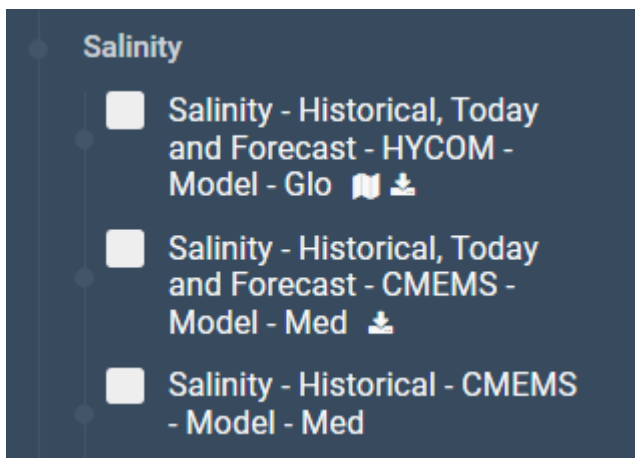 Salinity
Salinity - Historical, Today
and Forecast - HYCOM -
Model - Glo
Salinity - Historical, Today
and Forecast - CMEMS -
Model - Med
Salinity - Historical - CMEMS
- Model - Med